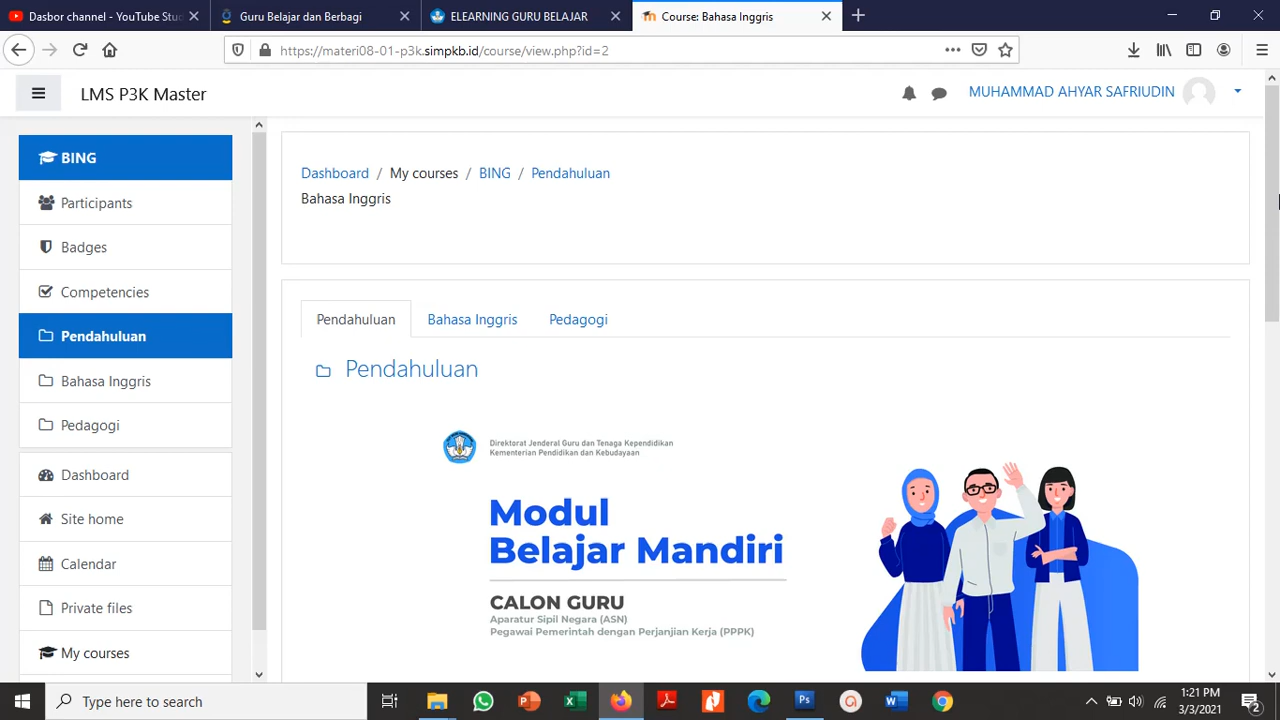 Dasbor channel - YouTube Stu
Guru Belajar dan Berbagi
ELEARNING GURU BELAJAR
Course: Bahasa Inggris
https://materi08-01-p3k.simpkb.id/course/view.php?id=2
LMS P3K Master
MUHAMMAD AHYAR SAFRIUDIN
BING
Participants
Badges
Competencies
Pendahuluan
Bahasa Inggris
Pedagogi
Dashboard
Site home
Calendar
Private files
My courses
Dashboard / My courses / BING / Pendahuluan
Bahasa Inggris
Pendahuluan Bahasa Inggris Pedagogi
Pendahuluan
Direktorat Jenderal Guru dan Tenaga Kependidikan
Kementerian Pendidikan dan Kebudayaan
Modul
Belajar Mandiri
CALON GURU
Aparatur Sipil Negara (ASN)
Pegawai Pemerintah dengan Perjanjian Kerja (PPPK)
Type here to search
1:21 PM
3/3/2021
2